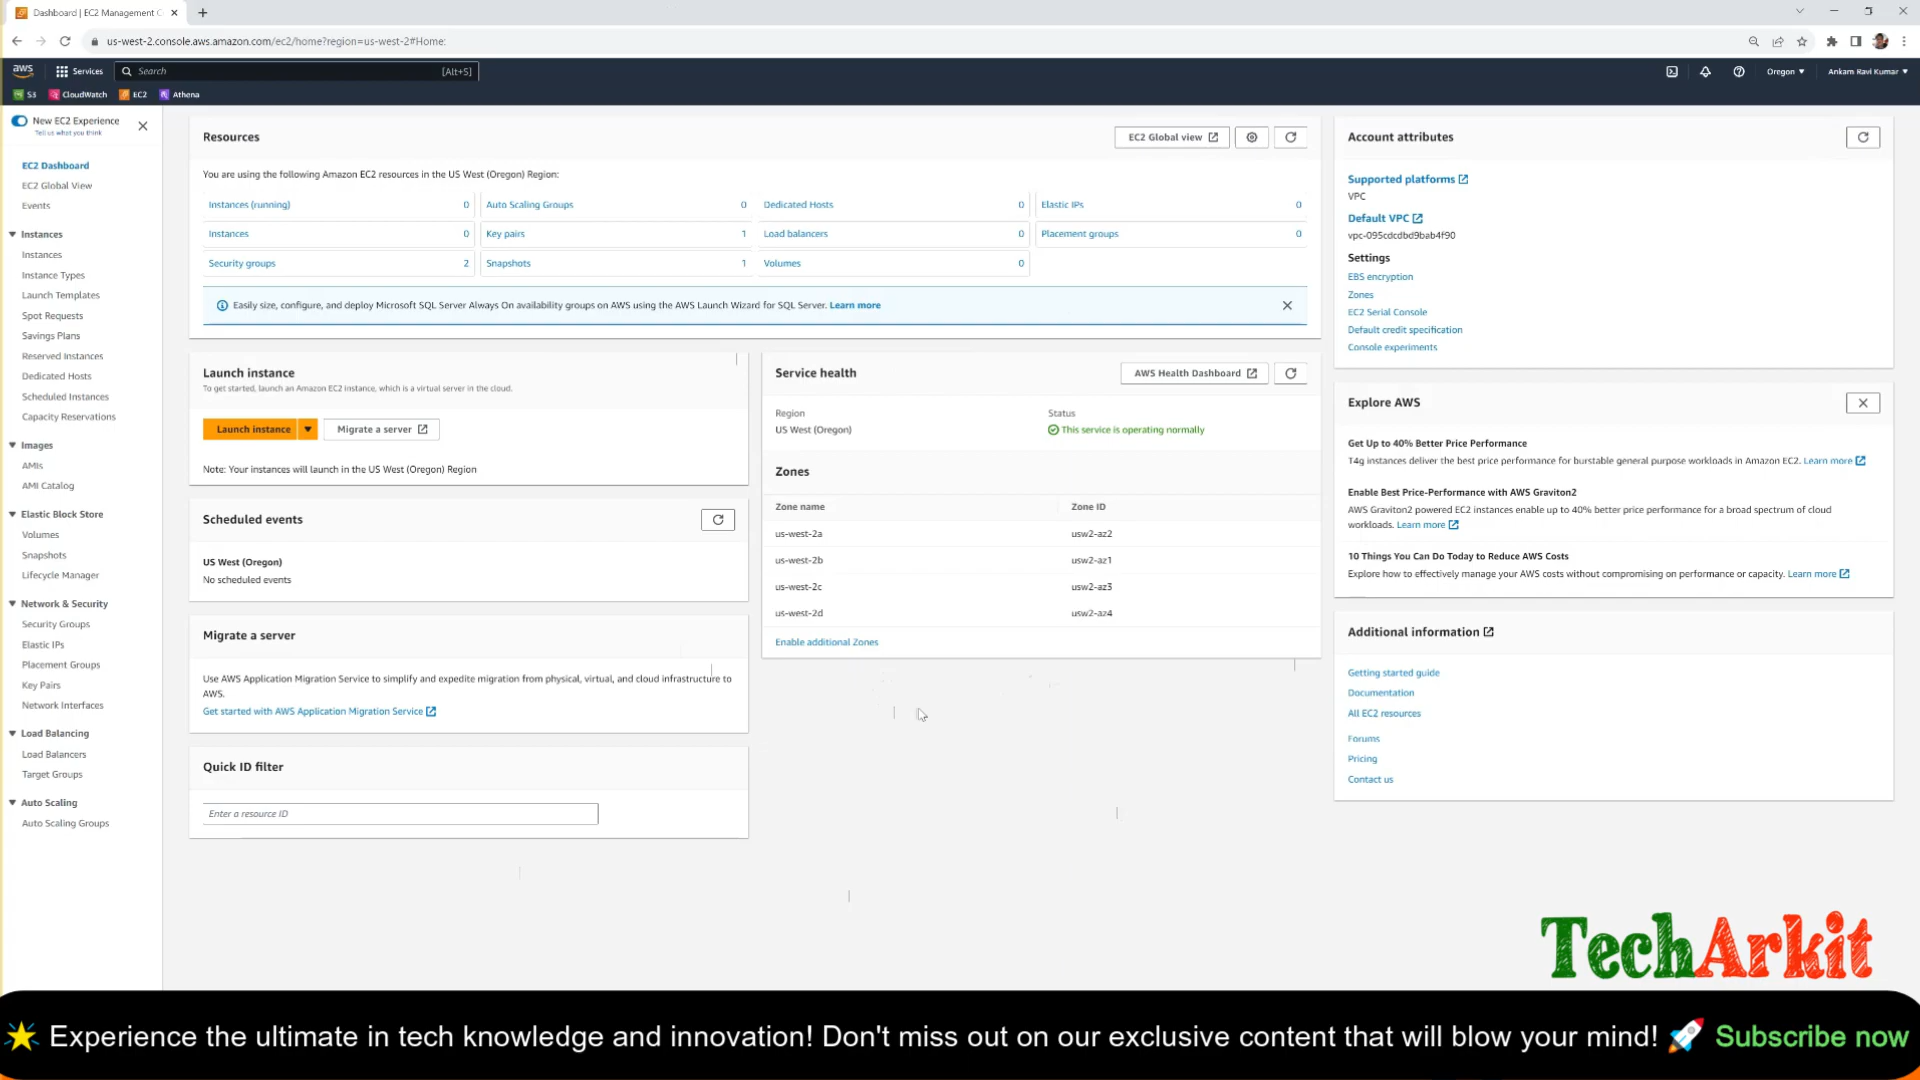 Dashboard | EC2 Management C
us-west-2.console.aws.amazon.com/ec2/home?region=us-west-2#Home:
aws
Services
Search
[Alt+S]
Oregon
Ankam Ravi Kumar
S3
CloudWatch
EC2
Athena
New EC2 Experience
Tell us what you think
EC2 Dashboard
EC2 Global View
Events
Instances
Instances
Instance Types
Launch Templates
Spot Requests
Savings Plans
Reserved Instances
Dedicated Hosts
Scheduled Instances
Capacity Reservations
Images
AMIs
AMI Catalog
Elastic Block Store
Volumes
Snapshots
Lifecycle Manager
Network & Security
Security Groups
Elastic IPs
Placement Groups
Key Pairs
Network Interfaces
Load Balancing
Load Balancers
Target Groups
Auto Scaling
Auto Scaling Groups
Resources
EC2 Global view
You are using the following Amazon EC2 resources in the US West (Oregon) Region:
Instances (running) 0
Auto Scaling Groups 0
Dedicated Hosts 0
Elastic IPs 0
Instances 0
Key pairs 1
Load balancers 0
Placement groups 0
Security groups 2
Snapshots 1
Volumes 0
Easily size, configure, and deploy Microsoft SQL Server Always On availability groups on AWS using the AWS Launch Wizard for SQL Server. Learn more
Launch instance
To get started, launch an Amazon EC2 instance, which is a virtual server in the cloud.
Launch instance
Migrate a server
Note: Your instances will launch in the US West (Oregon) Region
Scheduled events
US West (Oregon)
No scheduled events
Migrate a server
Use AWS Application Migration Service to simplify and expedite migration from physical, virtual, and cloud infrastructure to
AWS.
Get started with AWS Application Migration Service
Quick ID filter
Enter a resource ID
Service health
AWS Health Dashboard
Region
Status
US West (Oregon)
This service is operating normally
Zones
Zone name
Zone ID
us-west-2a
usw2-az2
us-west-2b
usw2-az1
us-west-2c
usw2-az3
us-west-2d
usw2-az4
Enable additional Zones
Account attributes
Supported platforms
VPC
Default VPC
vpc-095cdcdbd9bab4f90
Settings
EBS encryption
Zones
EC2 Serial Console
Default credit specification
Console experiments
Explore AWS
Get Up to 40% Better Price Performance
T4g instances deliver the best price performance for burstable general purpose workloads in Amazon EC2. Learn more
Enable Best Price-Performance with AWS Graviton2
AWS Graviton2 powered EC2 instances enable up to 40% better price performance for a broad spectrum of cloud
workloads. Learn more
10 Things You Can Do Today to Reduce AWS Costs
Explore how to effectively manage your AWS costs without compromising on performance or capacity. Learn more
Additional information
Getting started guide
Documentation
All EC2 resources
Forums
Pricing
Contact us
TechArkit
Experience the ultimate in tech knowledge and innovation! Don't miss out on our exclusive content that will blow your mind! Subscribe now